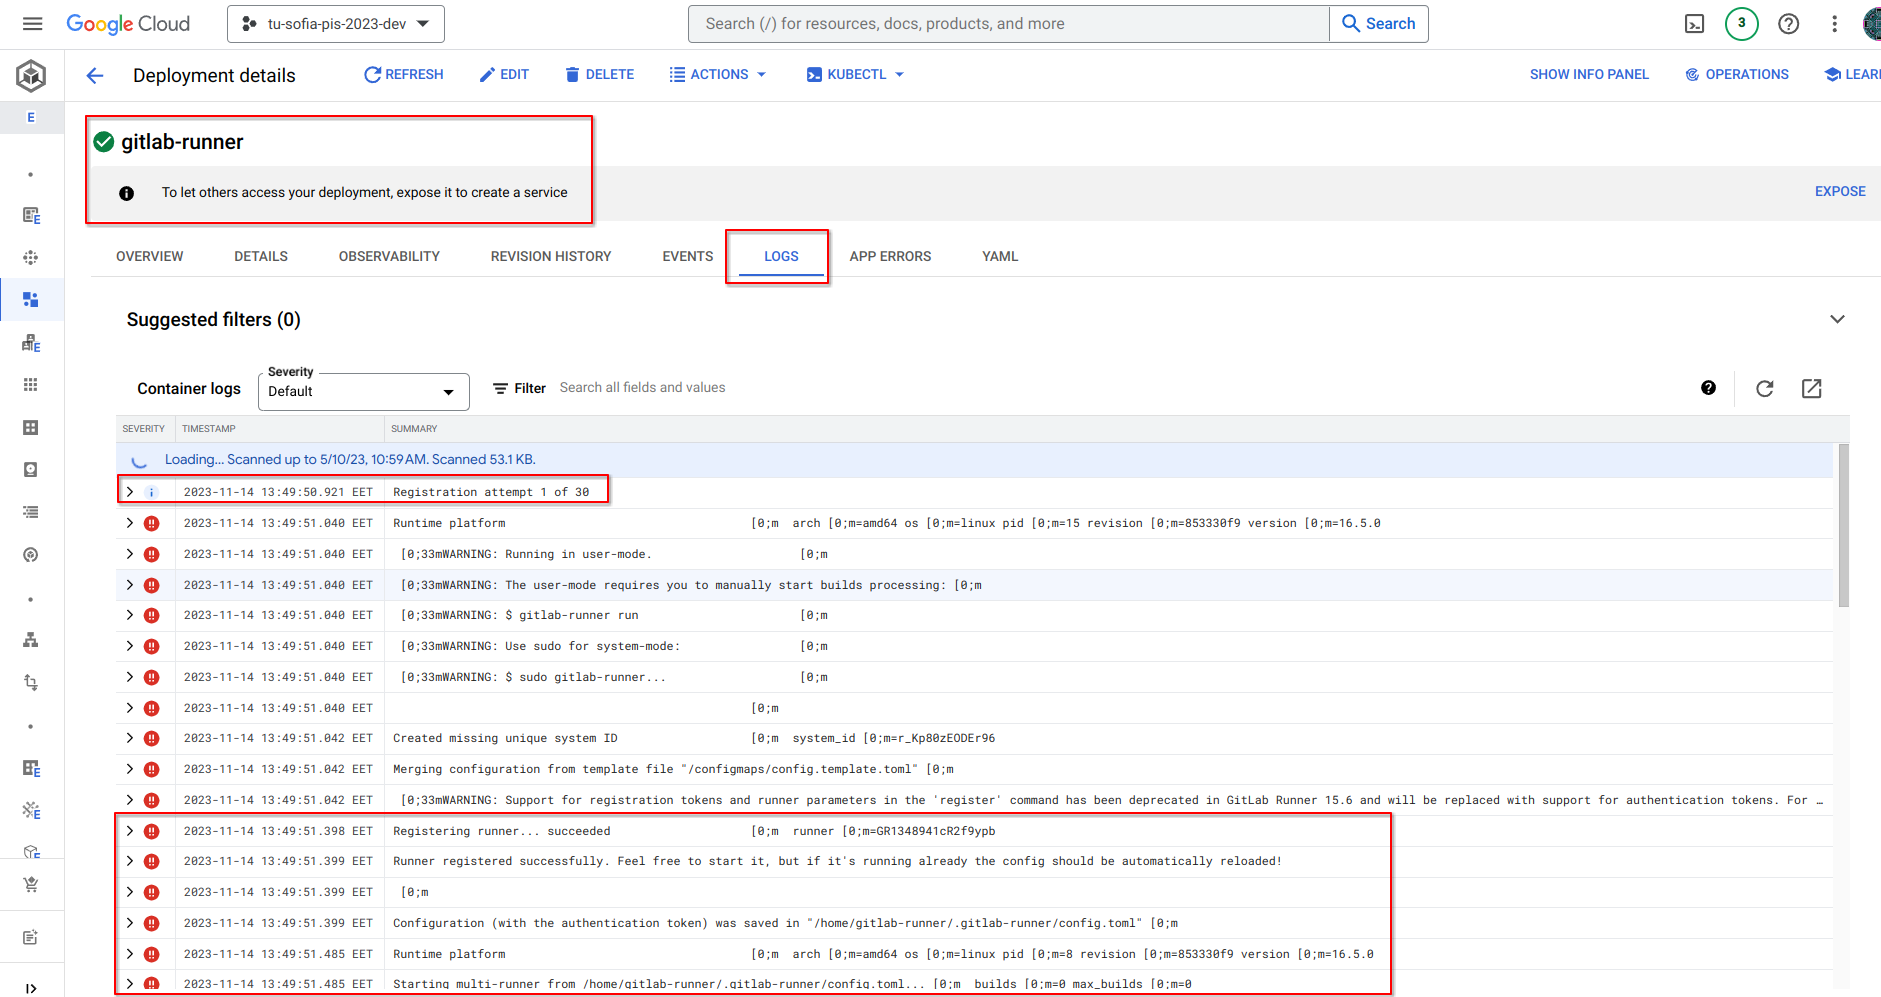 Google Cloud
tu-sofia-pis-2023-dev
Search (/) for resources, docs, products, and more
Search
3
Deployment details
REFRESH
EDIT
DELETE
ACTIONS
KUBECTL
SHOW INFO PANEL
OPERATIONS
LEARN
E
gitlab-runner
To let others access your deployment, expose it to create a service
EXPOSE
OVERVIEW
DETAILS
OBSERVABILITY
REVISION HISTORY
EVENTS
LOGS
APP ERRORS
YAML
Suggested filters (0)
Container logs
Severity
Default
Filter
Search all fields and values
SEVERITY TIMESTAMP SUMMARY
Loading... Scanned up to 5/10/23, 10:59 AM. Scanned 53.1 KB.
2023-11-14 13:49:50.921 EET Registration attempt 1 of 30
2023-11-14 13:49:51.040 EET Runtime platform [0;m arch [0;m=amd64 os [0;m=linux pid [0;m=15 revision [0;m=853330f9 version [0;m=16.5.0
2023-11-14 13:49:51.040 EET [0;33mWARNING: Running in user-mode. [0;m
2023-11-14 13:49:51.040 EET [0;33mWARNING: The user-mode requires you to manually start builds processing: [0;m
2023-11-14 13:49:51.040 EET [0;33mWARNING: $ gitlab-runner run [0;m
2023-11-14 13:49:51.040 EET [0;33mWARNING: Use sudo for system-mode: [0;m
2023-11-14 13:49:51.040 EET [0;33mWARNING: $ sudo gitlab-runner... [0;m
2023-11-14 13:49:51.040 EET [0;m
2023-11-14 13:49:51.042 EET Created missing unique system ID [0;m system_id [0;m=r_Kp80zEODEr96
2023-11-14 13:49:51.042 EET Merging configuration from template file "/configmaps/config.template.toml" [0;m
2023-11-14 13:49:51.042 EET [0;33mWARNING: Support for registration tokens and runner parameters in the 'register' command has been deprecated in GitLab Runner 15.6 and will be replaced with support for authentication tokens. For …
2023-11-14 13:49:51.398 EET Registering runner... succeeded [0;m runner [0;m=GR1348941cR2f9ypb
2023-11-14 13:49:51.399 EET Runner registered successfully. Feel free to start it, but if it's running already the config should be automatically reloaded!
2023-11-14 13:49:51.399 EET [0;m
2023-11-14 13:49:51.399 EET Configuration (with the authentication token) was saved in "/home/gitlab-runner/.gitlab-runner/config.toml" [0;m
2023-11-14 13:49:51.485 EET Runtime platform [0;m arch [0;m=amd64 os [0;m=linux pid [0;m=8 revision [0;m=853330f9 version [0;m=16.5.0
2023-11-14 13:49:51.485 EET Starting multi-runner from /home/gitlab-runner/.gitlab-runner/config.toml... [0;m builds [0;m=0 max_builds [0;m=0